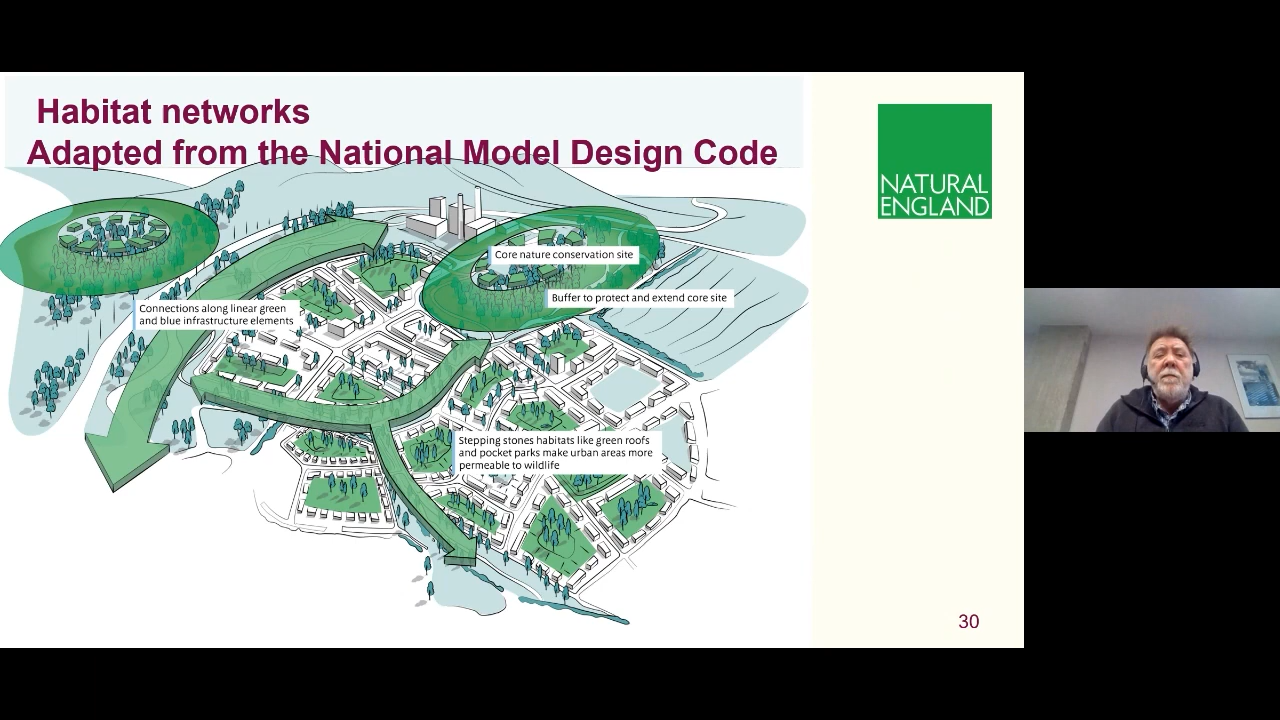 Habitat networks
Adapted from the National Model Design Code
NATURAL
ENGLAND
Core nature conservation site
Buffer to protect and extend core site
Connections along linear green
and blue infrastructure elements
Stepping stones habitats like green roofs
and pocket parks make urban areas more
permeable to wildlife
30